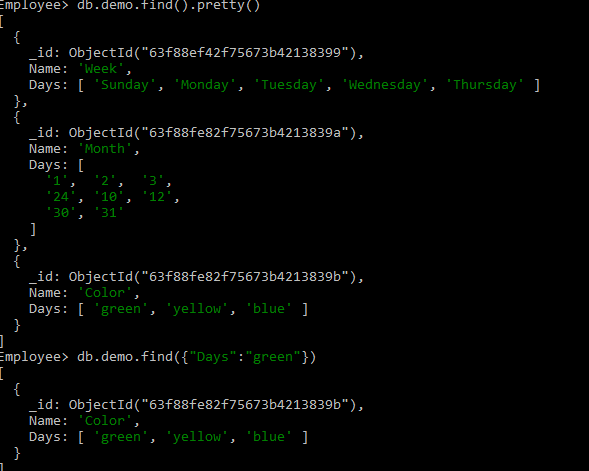 Employee> db.demo.find().pretty()
[
  {
    _id: ObjectId("63f88ef42f75673b42138399"),
    Name: 'Week',
    Days: [ 'Sunday', 'Monday', 'Tuesday', 'Wednesday', 'Thursday' ]
  },
  {
    _id: ObjectId("63f88fe82f75673b4213839a"),
    Name: 'Month',
    Days: [
      '1',  '2',  '3',
      '24', '10', '12',
      '30', '31'
    ]
  },
  {
    _id: ObjectId("63f88fe82f75673b4213839b"),
    Name: 'Color',
    Days: [ 'green', 'yellow', 'blue' ]
  }
]
Employee> db.demo.find({"Days":"green"})
[
  {
    _id: ObjectId("63f88fe82f75673b4213839b"),
    Name: 'Color',
    Days: [ 'green', 'yellow', 'blue' ]
  }
]